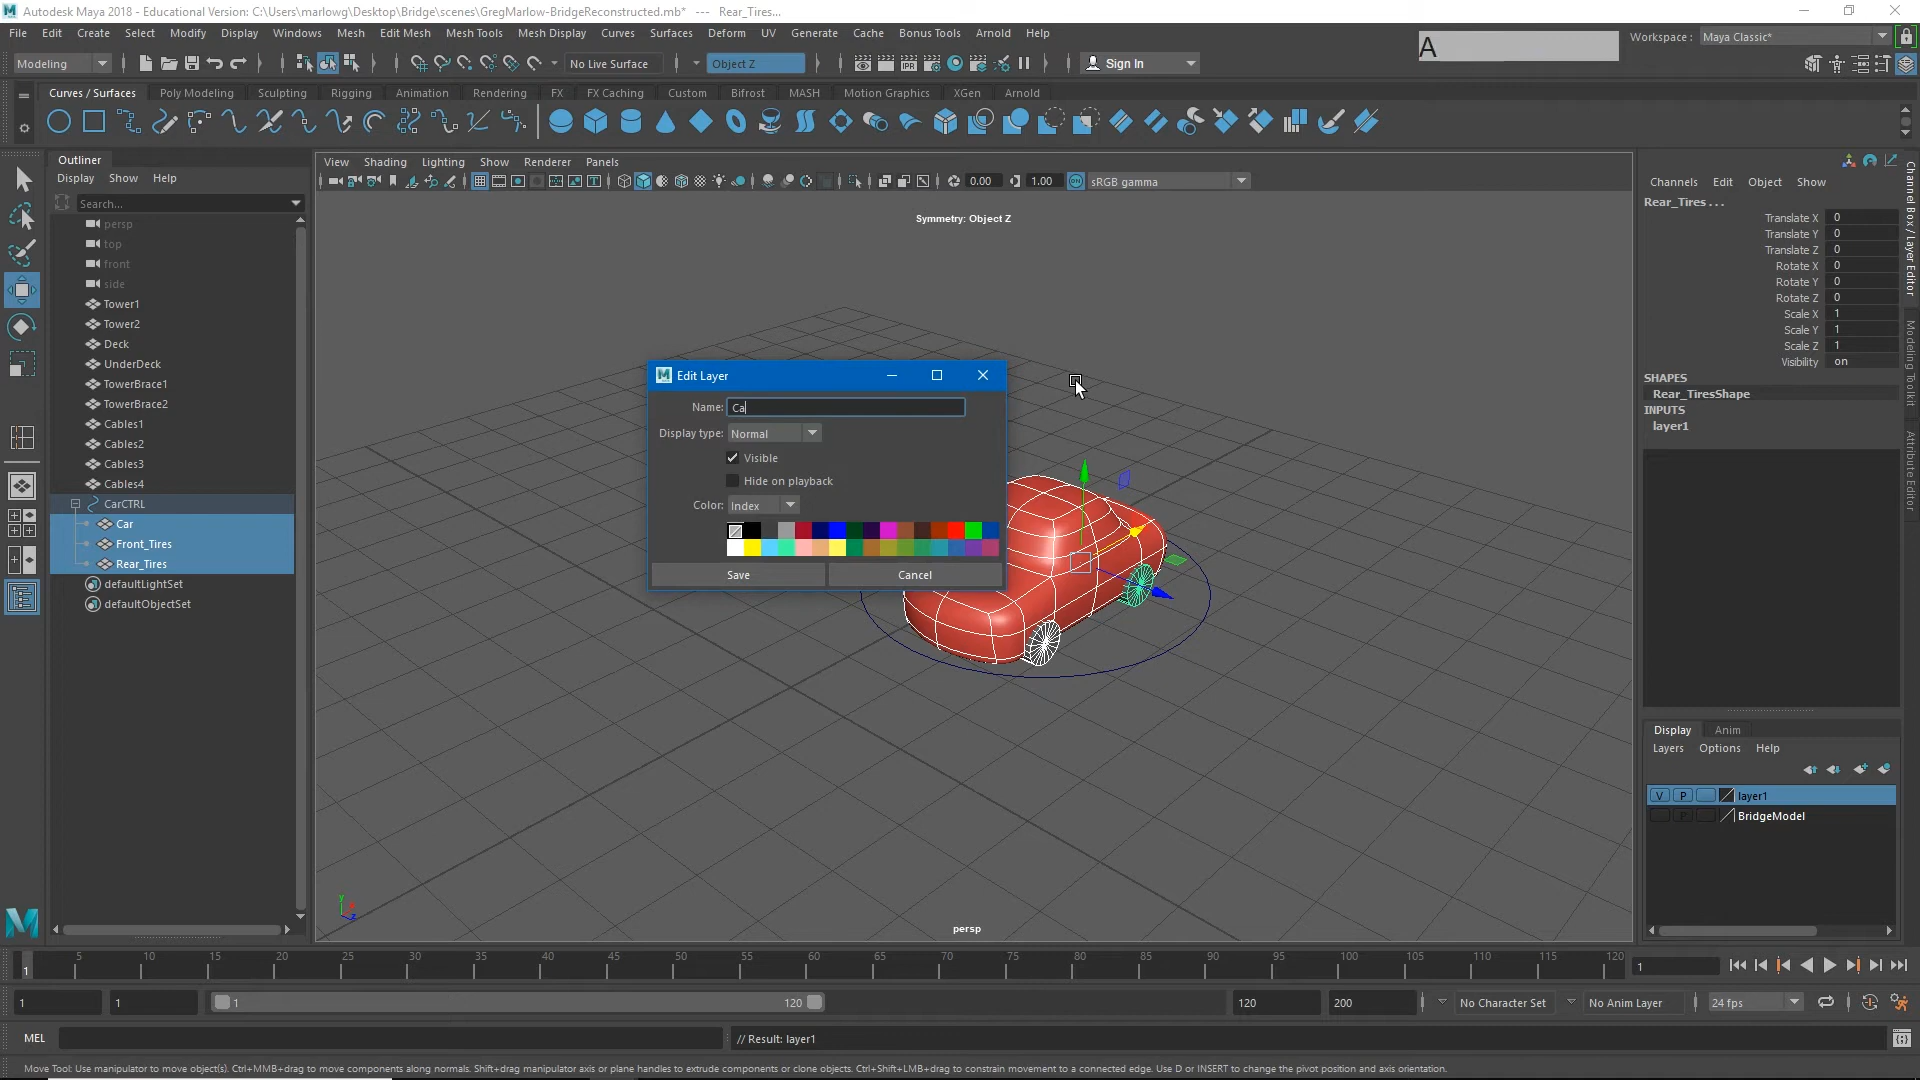 Autodesk Maya 2018 - Educational Version: C:\Users\marlowg\Desktop\Bridge\scenes\GregMarlow-BridgeReconstructed.mb*   ---   Rear_Tires...
File Edit Create Select Modify Display Windows Mesh Edit Mesh Mesh Tools Mesh Display Curves Surfaces Deform UV Generate Cache Bonus Tools Arnold Help
A
Workspace : Maya Classic*
Modeling
No Live Surface
Object Z
IPR
Sign In
Curves / Surfaces Poly Modeling Sculpting Rigging Animation Rendering FX FX Caching Custom Bifrost MASH Motion Graphics XGen Arnold
Outliner
Display Show Help
Search...
persp
top
front
side
Tower1
Tower2
Deck
UnderDeck
TowerBrace1
TowerBrace2
Cables1
Cables2
Cables3
Cables4
CarCTRL
Car
Front_Tires
Rear_Tires
defaultLightSet
defaultObjectSet
View Shading Lighting Show Renderer Panels
0.00
1.00
ON
sRGB gamma
Symmetry: Object Z
Edit Layer
Name: Ca
Display type: Normal
Visible
Hide on playback
Color: Index
Save Cancel
y
x
z
persp
Channels Edit Object Show
Rear_Tires . . .
Translate X 0
Translate Y 0
Translate Z 0
Rotate X 0
Rotate Y 0
Rotate Z 0
Scale X 1
Scale Y 1
Scale Z 1
Visibility on
SHAPES
Rear_TiresShape
INPUTS
layer1
Channel Box / Layer Editor
Modeling Toolkit
Attribute Editor
Display Anim
Layers Options Help
V P layer1
P BridgeModel
1 5 10 15 20 25 30 35 40 45 50 55 60 65 70 75 80 85 90 95 100 105 110 115 120
1
1 1 1 120 120 200 No Character Set No Anim Layer 24 fps
MEL
// Result: layer1
Move Tool: Use manipulator to move object(s). Ctrl+MMB+drag to move components along normals. Shift+drag manipulator axis or plane handles to extrude components or clone objects. Ctrl+Shift+LMB+drag to constrain movement to a connected edge. Use D or INSERT to change the pivot position and axis orientation.